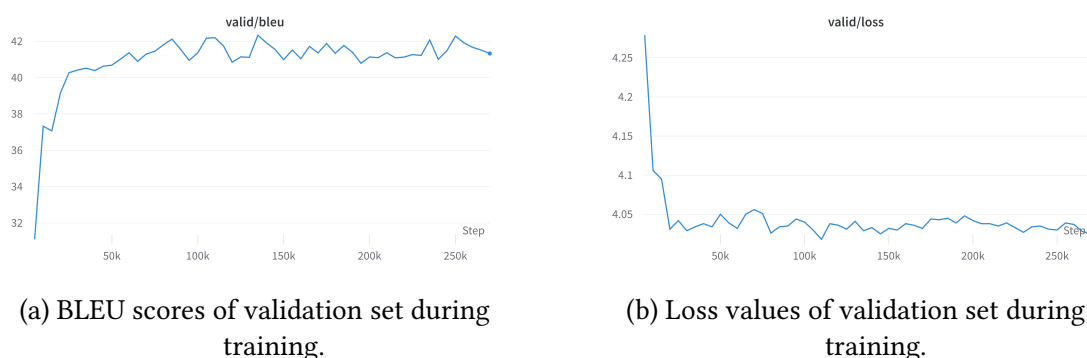 valid/bleu
42
40
38
36
34
32
Step
50k
100k
150k
200k
250k
(a) BLEU scores of validation set during
training.
valid/loss
4.25
4.2
4.15
4.1
4.05
Step
50k
100k
150k
200k
250k
(b) Loss values of validation set during
training.